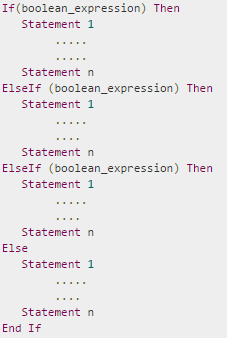 If(boolean_expression) Then
Statement 1
.....
.....
Statement n
ElseIf (boolean_expression) Then
Statement 1
.....
....
Statement n
ElseIf (boolean_expression) Then
Statement 1
.....
....
Statement n
Else
Statement 1
.....
....
Statement n
End If